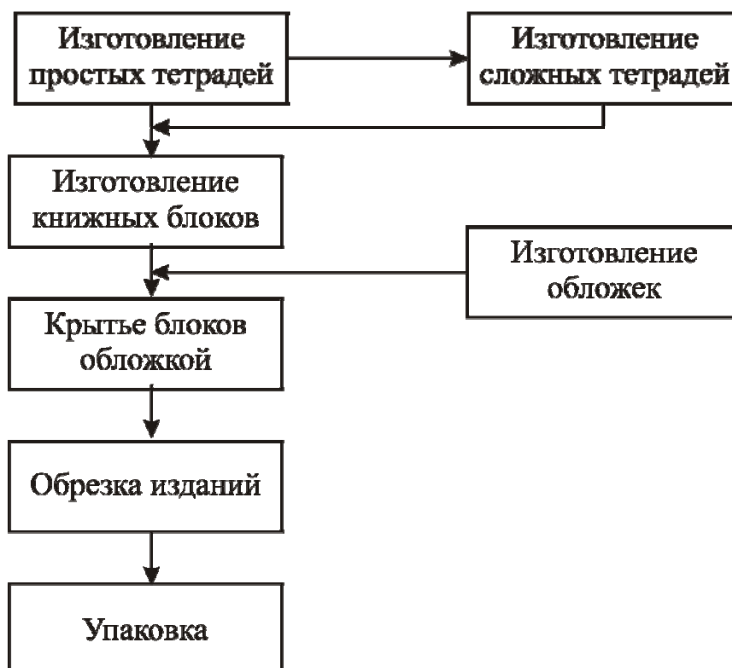 Изготовление
простых тетрадей
Изготовление
сложных тетрадей
Изготовление
книжных блоков
Изготовление
обложек
Крытье блоков
обложкой
Обрезка изданий
Упаковка